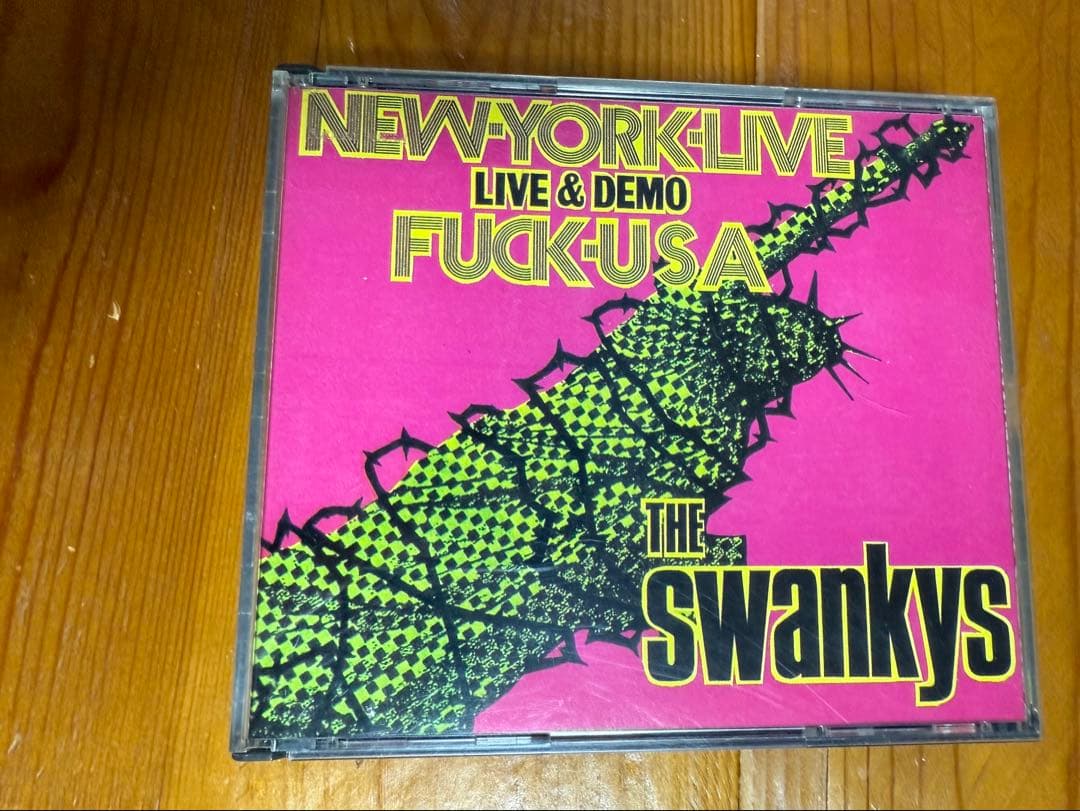 NEW-YORK-LIVE
LIVE & DEMO
FUCK-USA
THE
swankys